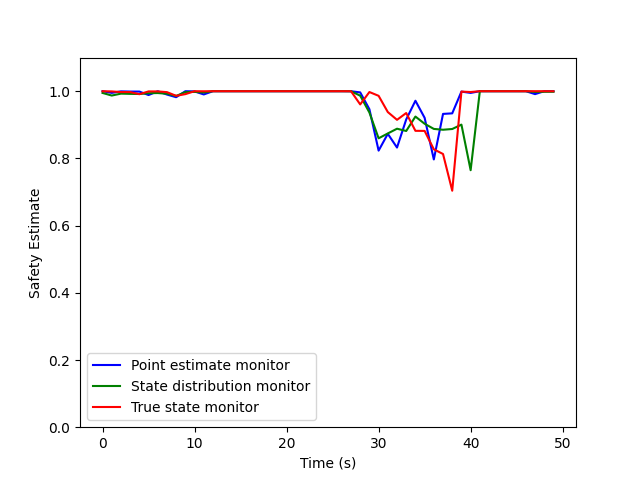 1.0
0.8
0.6
0.4
0.2
0.0
Safety Estimate
Point estimate monitor
State distribution monitor
True state monitor
0 10 20 30 40 50
Time (s)